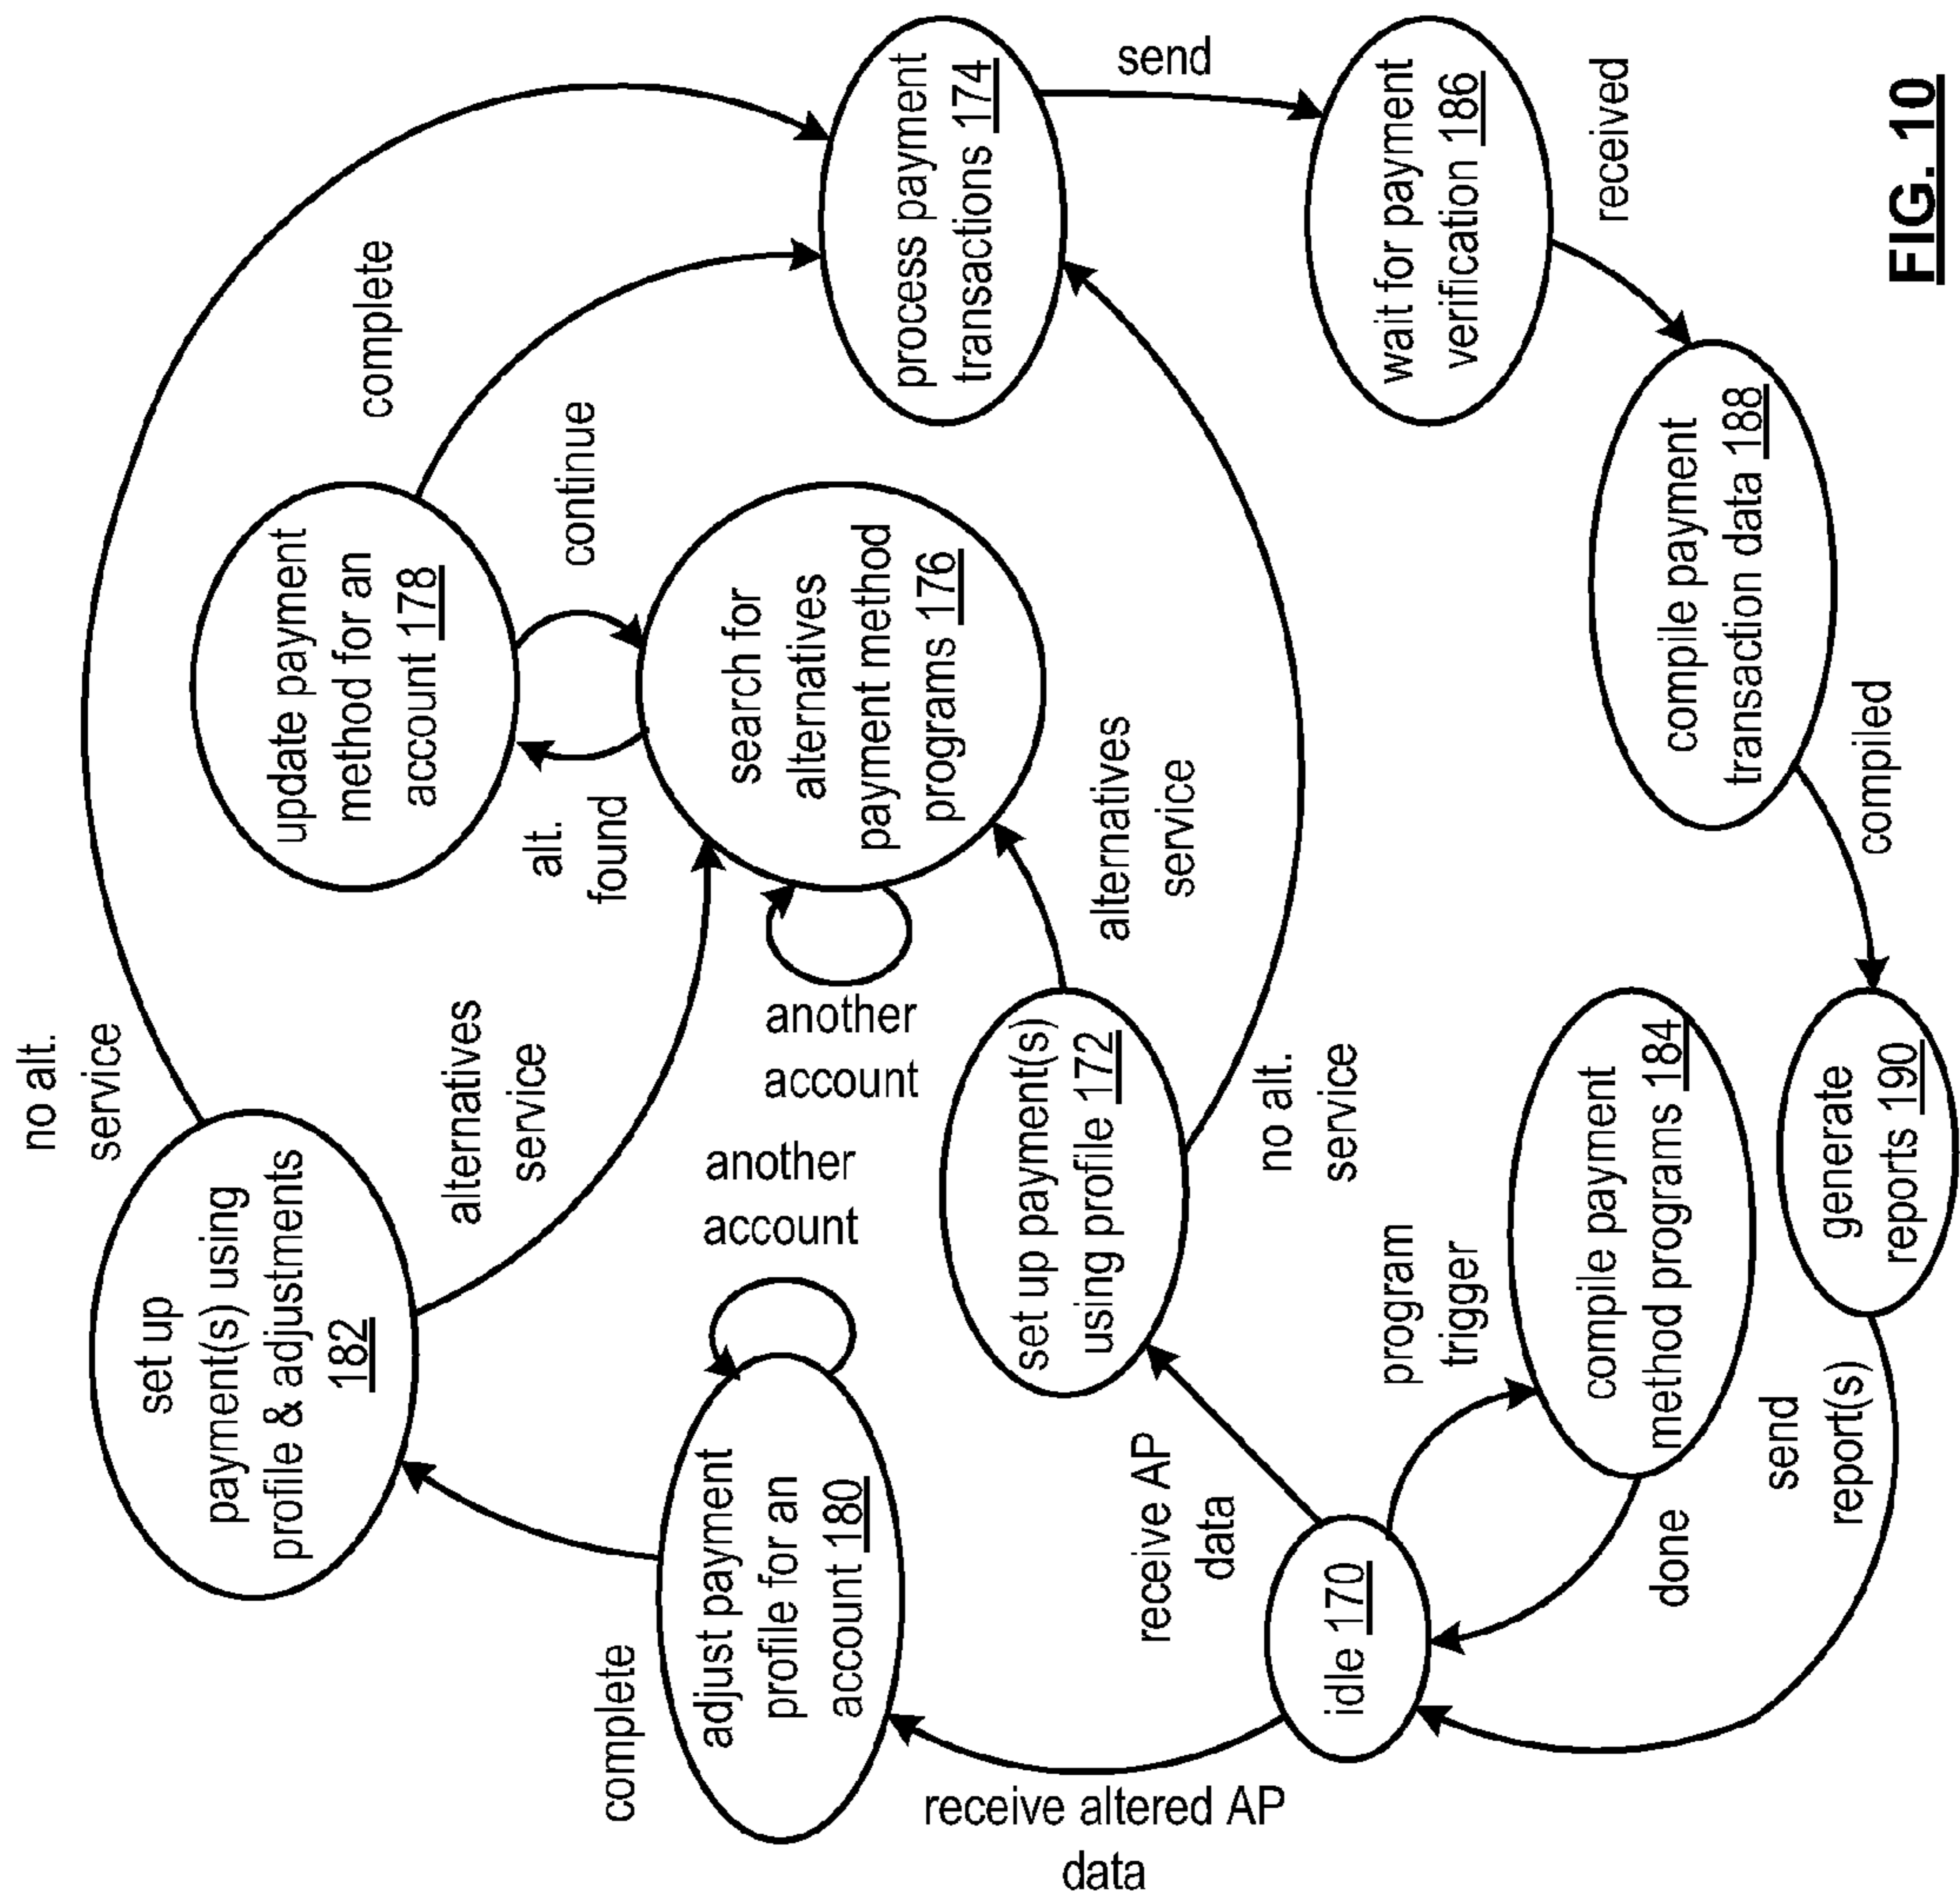 no alt.
service
set up
payment(s) using
profile & adjustments
182
alternatives
service
complete
adjust payment
profile for an
account 180
another
account
another
account
update payment
method for an
account 178
complete
continue
alt.
found
search for
alternatives
payment method
programs 176
process payment
transactions 174
send
alternatives
service
set up payment(s)
using profile 172
no alt.
service
receive AP
data
receive altered AP
data
idle 170
program
trigger
compile payment
method programs 184
done
wait for payment
verification 186
received
compile payment
transaction data 188
compiled
generate
reports 190
send
report(s)
FIG. 10